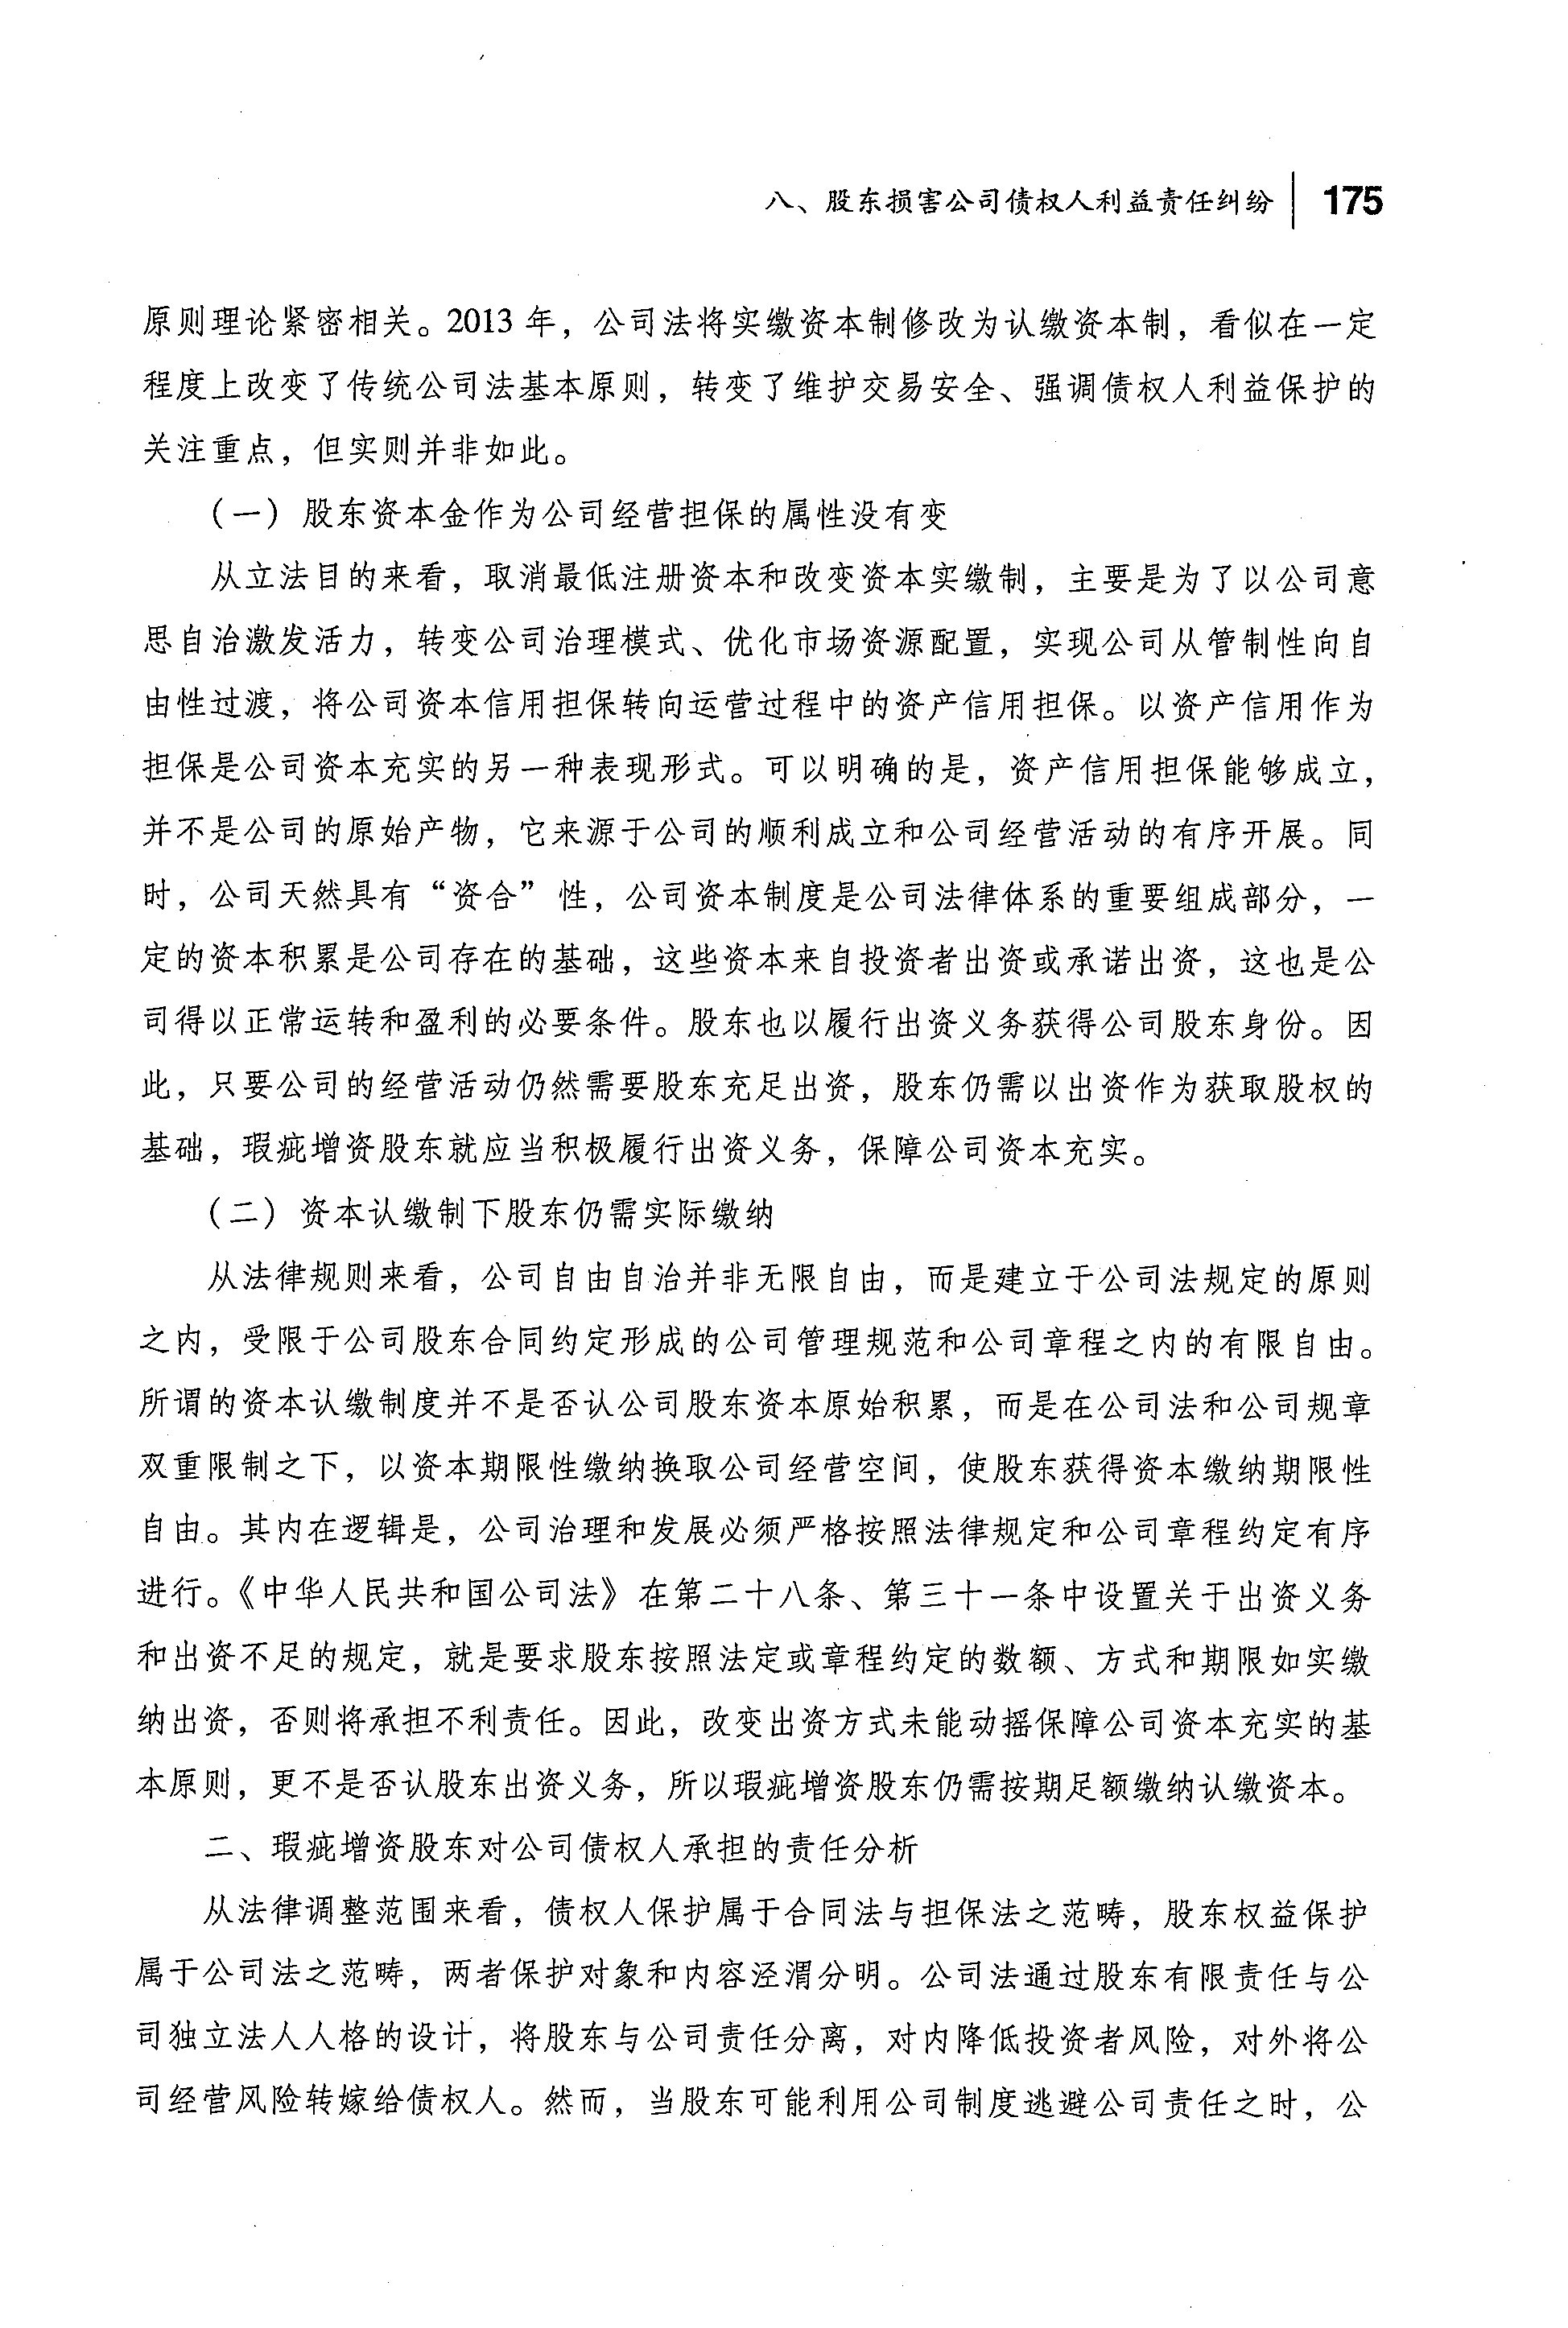 八、股东损害公司债权人利益责任纠纷 175
原则理论紧密相关。2013 年，公司法将实缴资本制修改为认缴资本制，看似在一定
程度上改变了传统公司法基本原则，转变了维护交易安全、强调债权人利益保护的
关注重点，但实则并非如此。
（一）股东资本金作为公司经营担保的属性没有变
从立法目的来看，取消最低注册资本和改变资本实缴制，主要是为了以公司意
思自治激发活力，转变公司治理模式、优化市场资源配置，实现公司从管制性向自
由性过渡，将公司资本信用担保转向运营过程中的资产信用担保。以资产信用作为
担保是公司资本充实的另一种表现形式。可以明确的是，资产信用担保能够成立，
并不是公司的原始产物，它来源于公司的顺利成立和公司经营活动的有序开展。同
时，公司天然具有“资合”性，公司资本制度是公司法律体系的重要组成部分，一
定的资本积累是公司存在的基础，这些资本来自投资者出资或承诺出资，这也是公
司得以正常运转和盈利的必要条件。股东也以履行出资义务获得公司股东身份。因
此，只要公司的经营活动仍然需要股东充足出资，股东仍需以出资作为获取股权的
基础，瑕疵增资股东就应当积极履行出资义务，保障公司资本充实。
（二）资本认缴制下股东仍需实际缴纳
从法律规则来看，公司自由自治并非无限自由，而是建立于公司法规定的原则
之内，受限于公司股东合同约定形成的公司管理规范和公司章程之内的有限自由。
所谓的资本认缴制度并不是否认公司股东资本原始积累，而是在公司法和公司规章
双重限制之下，以资本期限性缴纳换取公司经营空间，使股东获得资本缴纳期限性
自由。其内在逻辑是，公司治理和发展必须严格按照法律规定和公司章程约定有序
进行。《中华人民共和国公司法》在第二十八条、第三十一条中设置关于出资义务
和出资不足的规定，就是要求股东按照法定或章程约定的数额、方式和期限如实缴
纳出资，否则将承担不利责任。因此，改变出资方式未能动摇保障公司资本充实的基
本原则，更不是否认股东出资义务，所以瑕疵增资股东仍需按期足额缴纳认缴资本。
二、瑕疵增资股东对公司债权人承担的责任分析
从法律调整范围来看，债权人保护属于合同法与担保法之范畴，股东权益保护
属于公司法之范畴，两者保护对象和内容泾渭分明。公司法通过股东有限责任与公
司独立法人人格的设计，将股东与公司责任分离，对内降低投资者风险，对外将公
司经营风险转嫁给债权人。然而，当股东可能利用公司制度逃避公司责任之时，公